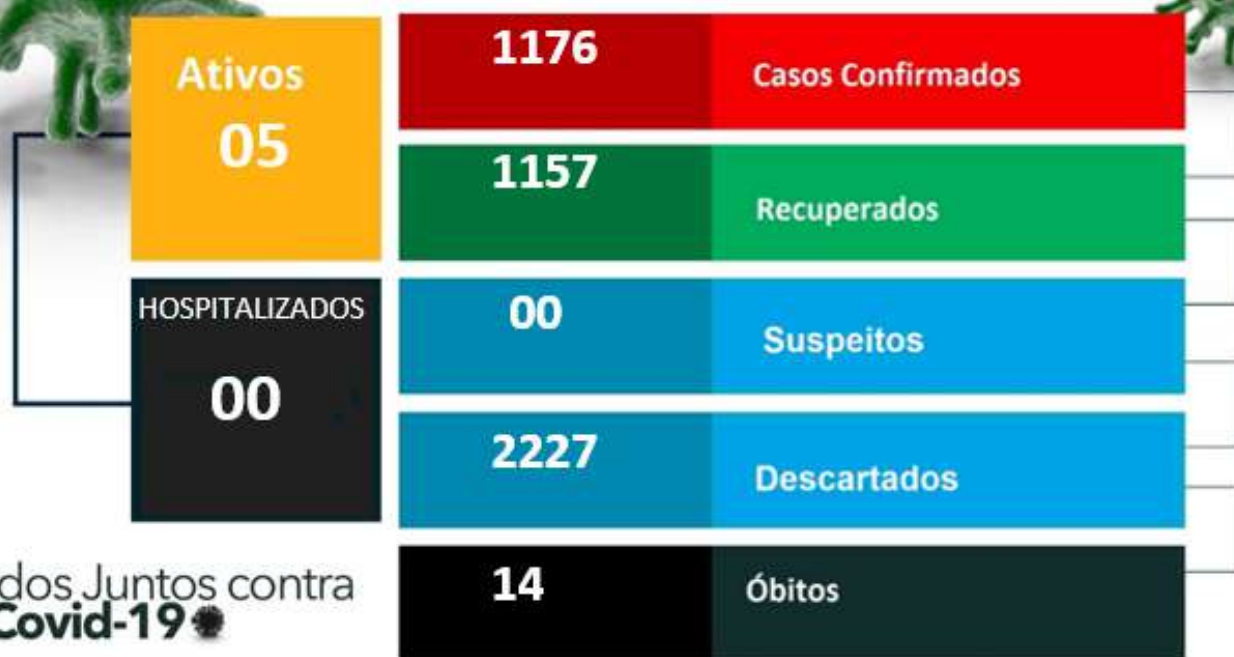 Ativos
05
HOSPITALIZADOS
00
1176
Casos Confirmados
1157
Recuperados
00
Suspeitos
2227
Descartados
14
Óbitos
dos Juntos contra
Covid-19